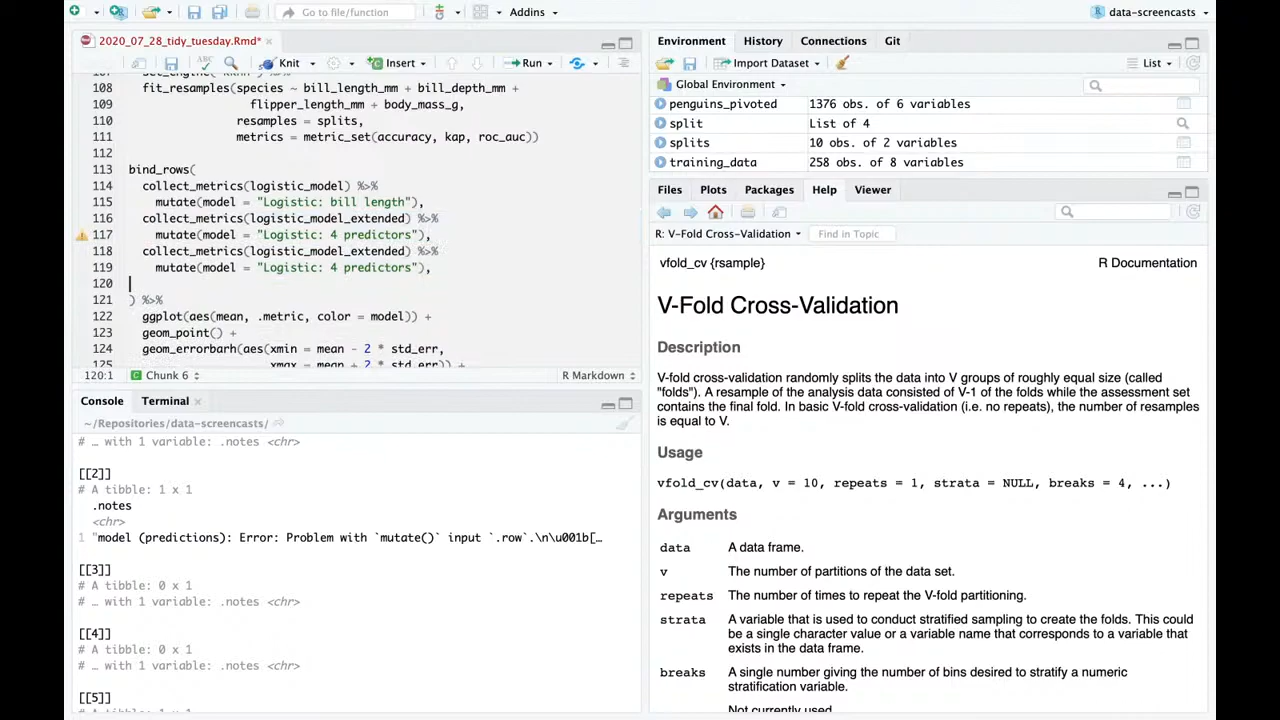 Go to file/function
Addins
data-screencasts
2020_07_28_tidy_tuesday.Rmd*
Knit
Insert
Run
108 fit_resamples(species ~ bill_length_mm + bill_depth_mm +
109 flipper_length_mm + body_mass_g,
110 resamples = splits,
111 metrics = metric_set(accuracy, kap, roc_auc))
112
113 bind_rows(
114 collect_metrics(logistic_model) %>%
115 mutate(model = "Logistic: bill length"),
116 collect_metrics(logistic_model_extended) %>%
117 mutate(model = "Logistic: 4 predictors"),
118 collect_metrics(logistic_model_extended) %>%
119 mutate(model = "Logistic: 4 predictors"),
120
121 ) %>%
122 ggplot(aes(mean, .metric, color = model)) +
123 geom_point() +
124 geom_errorbarh(aes(xmin = mean - 2 * std_err,
125 xmax = mean + 2 * std_err)) +
120:1 Chunk 6 R Markdown
Console Terminal
~/Repositories/data-screencasts/
# … with 1 variable: .notes <chr>
[[2]]
# A tibble: 1 x 1
.notes
<chr>
1 "model (predictions): Error: Problem with `mutate()` input `.row`.\n\u001b[…
[[3]]
# A tibble: 0 x 1
# … with 1 variable: .notes <chr>
[[4]]
# A tibble: 0 x 1
# … with 1 variable: .notes <chr>
[[5]]
# A tibble: 0 x 1
Environment History Connections Git
Import Dataset List
Global Environment
penguins_pivoted 1376 obs. of 6 variables
split List of 4
splits 10 obs. of 2 variables
training_data 258 obs. of 8 variables
Files Plots Packages Help Viewer
R: V-Fold Cross-Validation Find in Topic
vfold_cv {rsample} R Documentation
V-Fold Cross-Validation
Description
V-fold cross-validation randomly splits the data into V groups of roughly equal size (called
"folds"). A resample of the analysis data consisted of V-1 of the folds while the assessment set
contains the final fold. In basic V-fold cross-validation (i.e. no repeats), the number of resamples
is equal to V.
Usage
vfold_cv(data, v = 10, repeats = 1, strata = NULL, breaks = 4, ...)
Arguments
data A data frame.
v The number of partitions of the data set.
repeats The number of times to repeat the V-fold partitioning.
strata A variable that is used to conduct stratified sampling to create the folds. This could
be a single character value or a variable name that corresponds to a variable that
exists in the data frame.
breaks A single number giving the number of bins desired to stratify a numeric
stratification variable.
Not currently used.